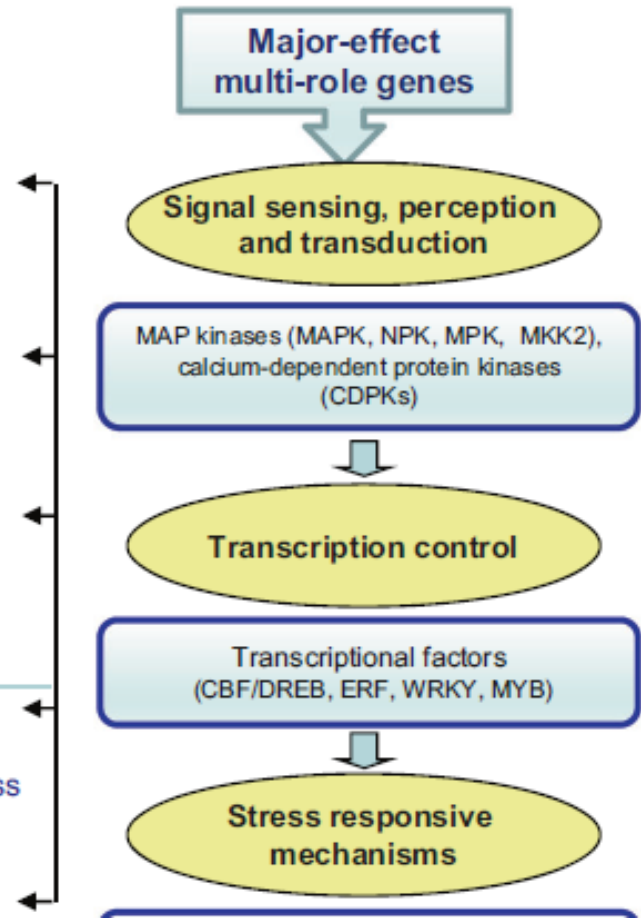 Major-effect
multi-role genes
Signal sensing, perception
and transduction
MAP kinases (MAPK, NPK, MPK, MKK2),
calcium-dependent protein kinases
(CDPKs)
Transcription control
Transcriptional factors
(CBF/DREB, ERF, WRKY, MYB)
Stress responsive
mechanisms